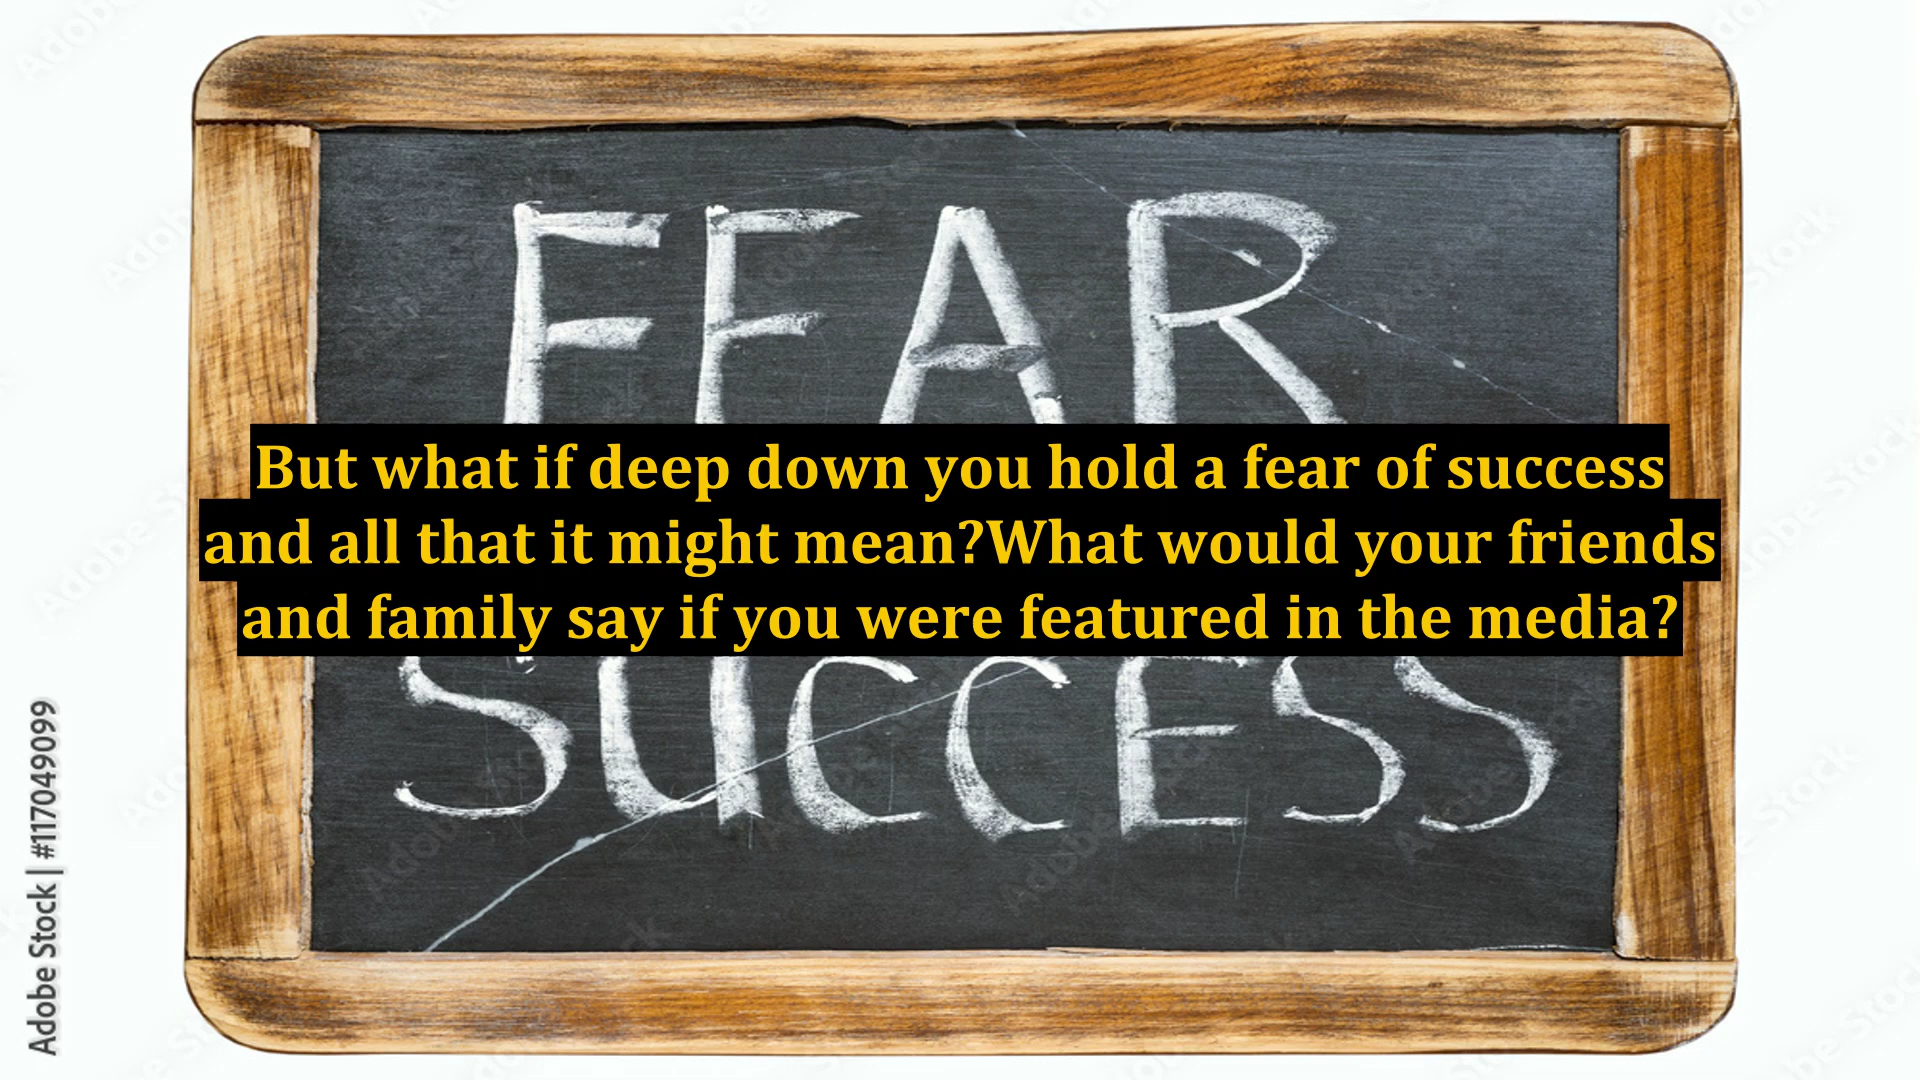 FEAR
But what if deep down you hold a fear of success
and all that it might mean?What would your friends
and family say if you were featured in the media?
SUCCESS
Adobe Stock | #117049099